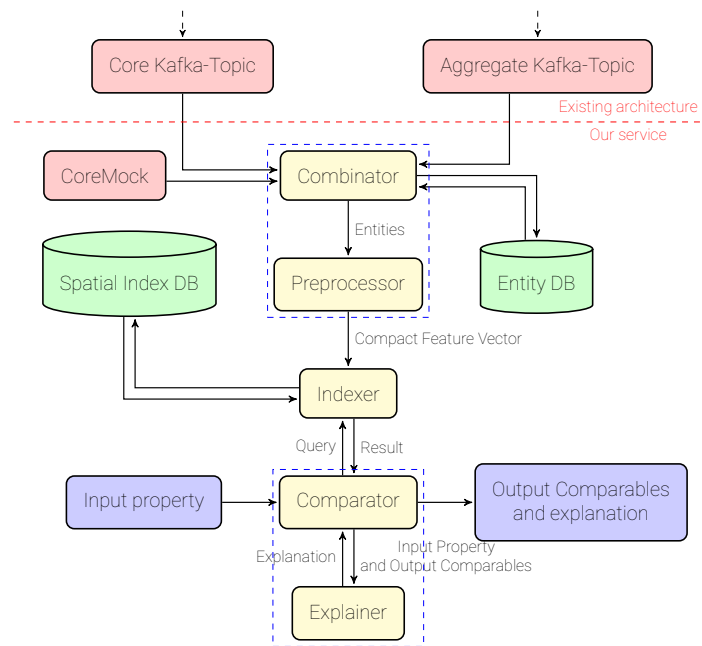 Core Kafka-Topic
Aggregate Kafka-Topic
Existing architecture
Our service
CoreMock
Combinator
Entities
Spatial Index DB
Preprocessor
Entity DB
Compact Feature Vector
Indexer
Query
Result
Input property
Comparator
Output Comparables
and explanation
Explanation
Input Property
and Output Comparables
Explainer